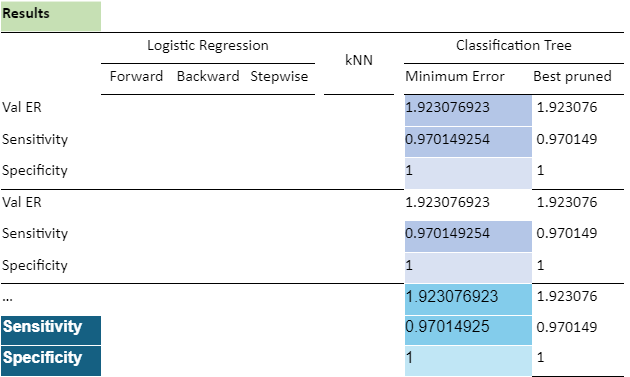 Results
Logistic Regression kNN Classification Tree
Forward Backward Stepwise Minimum Error Best pruned
Val ER 1.923076923 1.923076
Sensitivity 0.970149254 0.970149
Specificity 1 1
Val ER 1.923076923 1.923076
Sensitivity 0.970149254 0.970149
Specificity 1 1
... 1.923076923 1.923076
Sensitivity 0.97014925 0.970149
Specificity 1 1